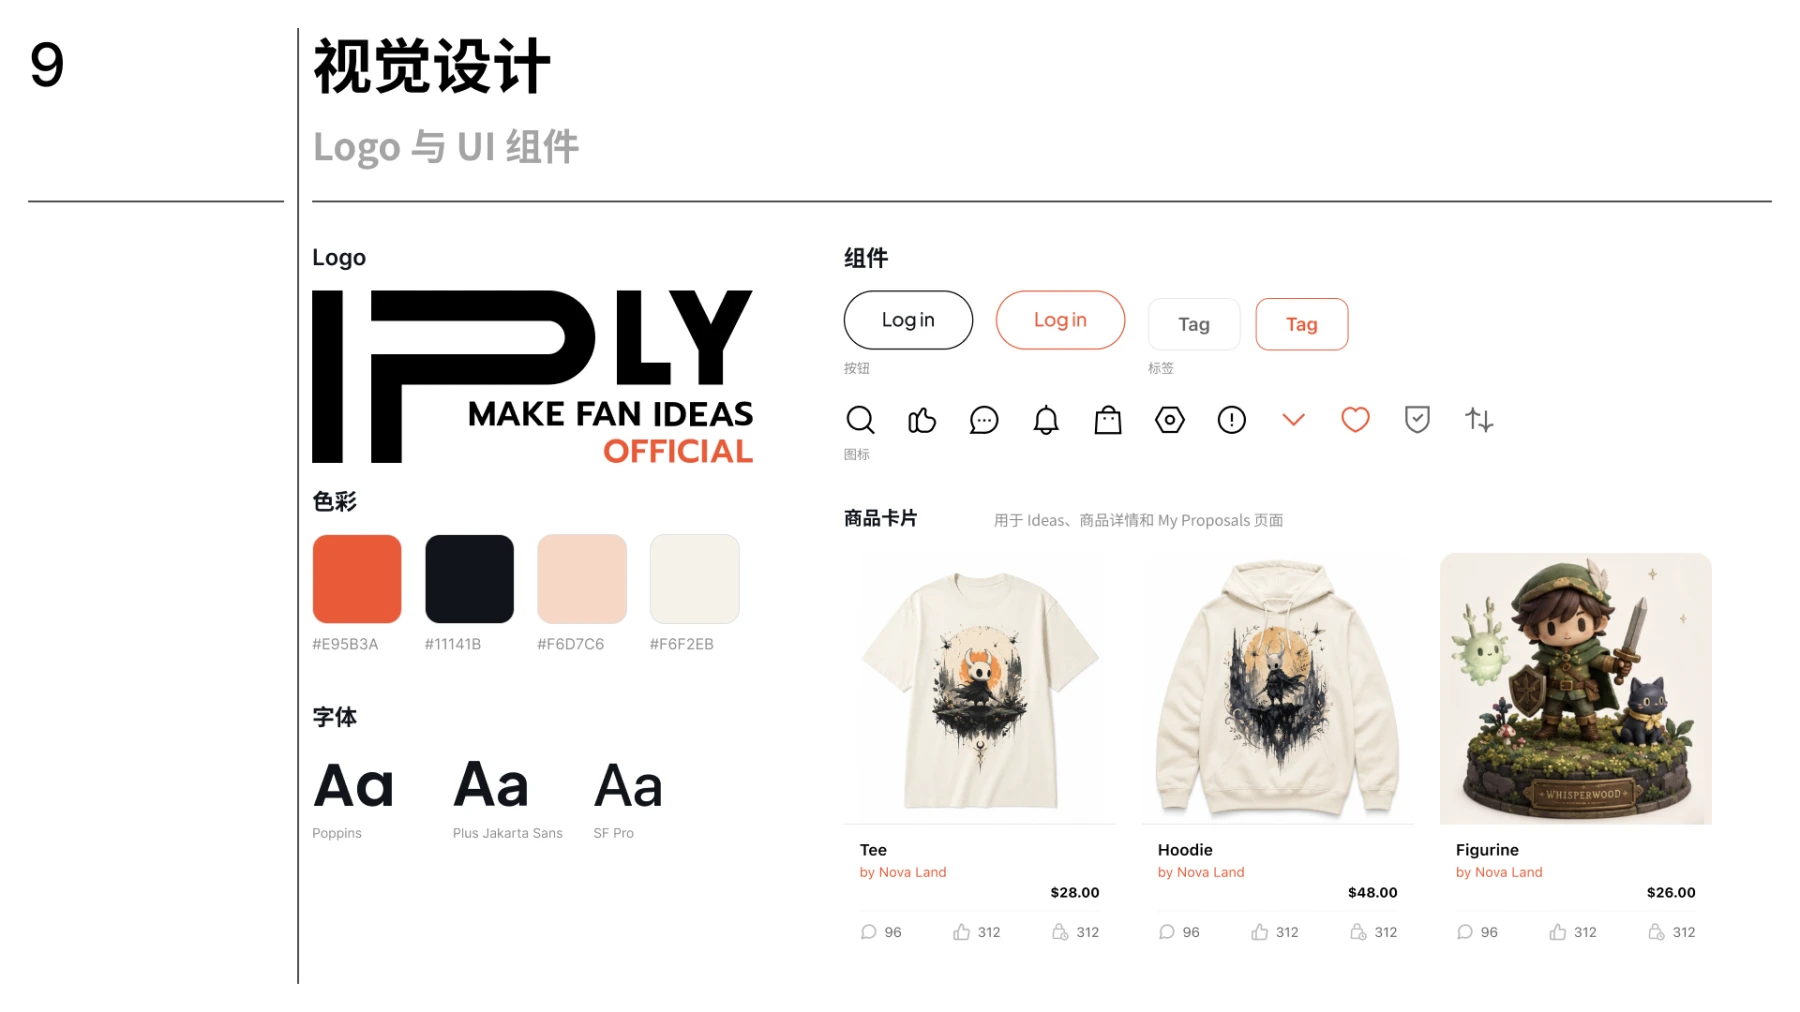 9
视觉设计
Logo 与 UI 组件
Logo
IPLY
MAKE FAN IDEAS
OFFICIAL
色彩
#E95B3A #11141B #F6D7C6 #F6F2EB
字体
Aa Aa Aa
Poppins Plus Jakarta Sans SF Pro
组件
Log in Log in Tag Tag
按钮 标签
图标
商品卡片 用于 Ideas、商品详情和 My Proposals 页面
WHISPERWOOD
Tee
by Nova Land
$28.00
96 312 312
Hoodie
by Nova Land
$48.00
96 312 312
Figurine
by Nova Land
$26.00
96 312 312